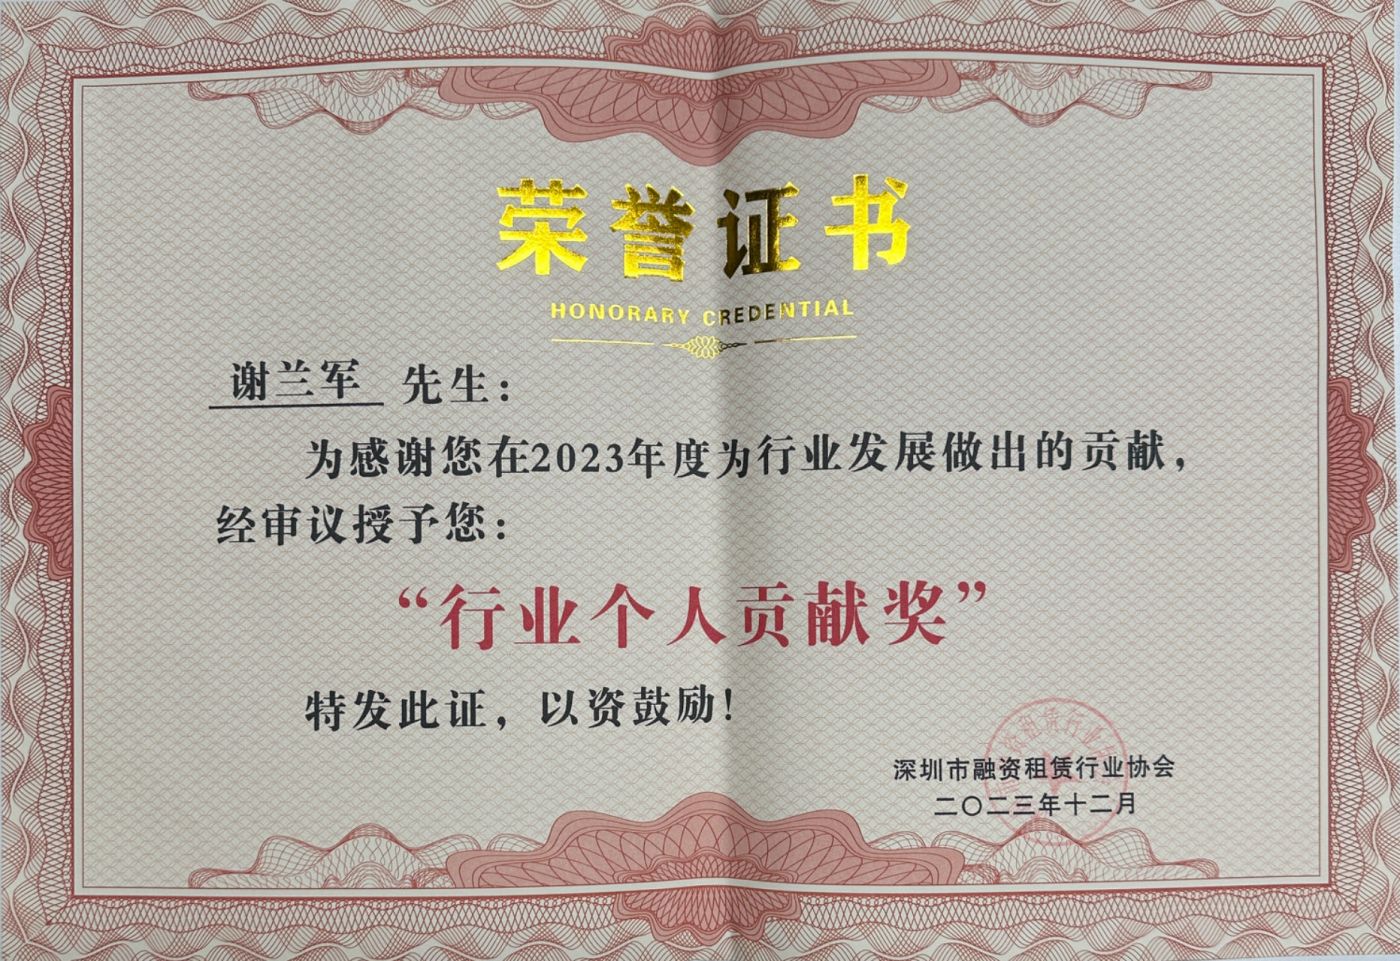 荣誉证书
HONORARY CREDENTIAL
谢兰军 先生：
为感谢您在2023年度为行业发展做出的贡献，
经审议授予您：
“行业个人贡献奖”
特发此证，以资鼓励！
深圳市融资租赁行业协会
二〇二三年十二月